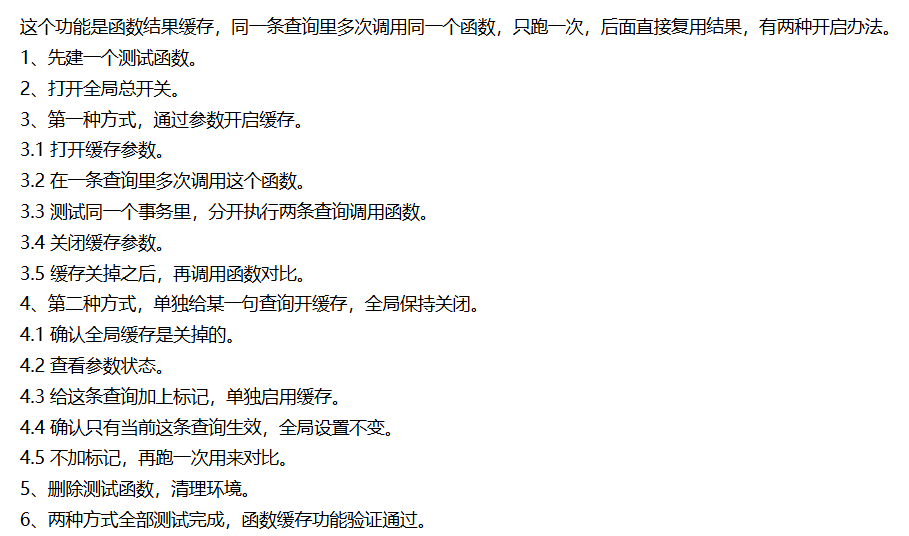 这个功能是函数结果缓存，同一条查询里多次调用同一个函数，只跑一次，后面直接复用结果，有两种开启办法。
1、先建一个测试函数。
2、打开全局总开关。
3、第一种方式，通过参数开启缓存。
3.1 打开缓存参数。
3.2 在一条查询里多次调用这个函数。
3.3 测试同一个事务里，分开执行两条查询调用函数。
3.4 关闭缓存参数。
3.5 缓存关掉之后，再调用函数对比。
4、第二种方式，单独给某一句查询开缓存，全局保持关闭。
4.1 确认全局缓存是关掉的。
4.2 查看参数状态。
4.3 给这条查询加上标记，单独启用缓存。
4.4 确认只有当前这条查询生效，全局设置不变。
4.5 不加标记，再跑一次用来对比。
5、删除测试函数，清理环境。
6、两种方式全部测试完成，函数缓存功能验证通过。